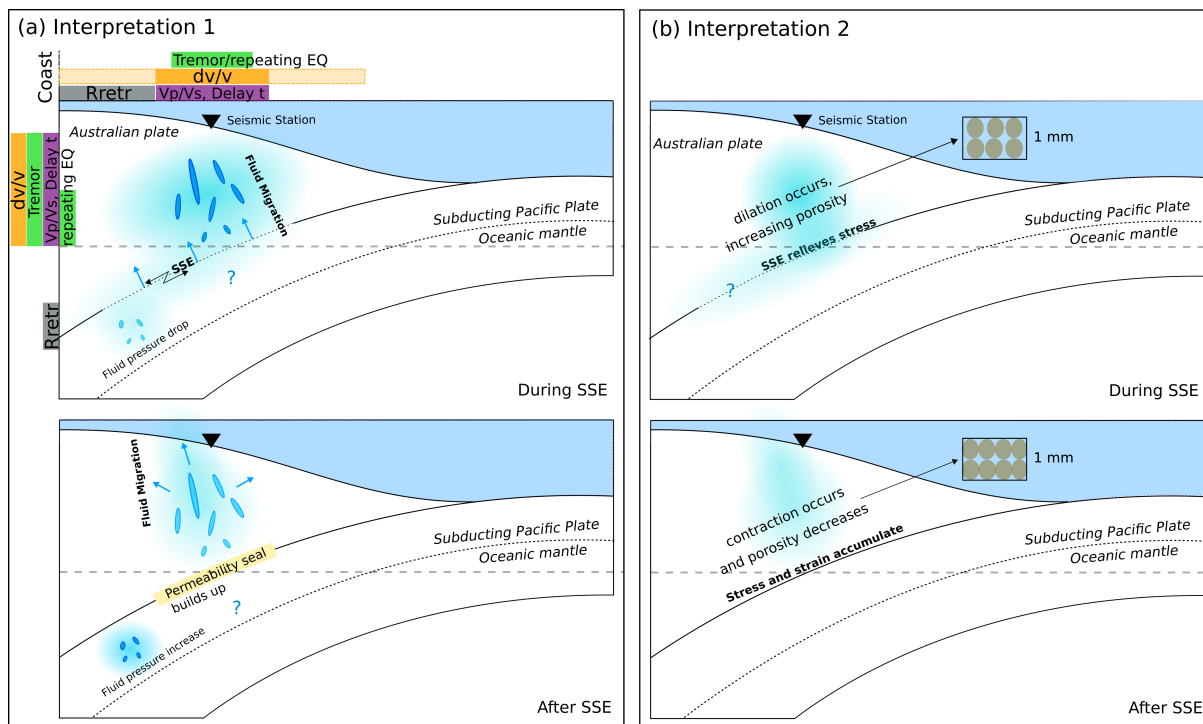 (a) Interpretation 1
Coast
Tremor/repeating EQ
dv/v
Rretr
Vp/Vs, Delay t
dv/v
Tremor
Vp/Vs, Delay t
repeating EQ
Rretr
Australian plate
Seismic Station
Fluid Migration
SSE
?
Fluid pressure drop
Subducting Pacific Plate
Oceanic mantle
During SSE
Fluid Migration
Permeability seal
builds up
?
Fluid pressure increase
Subducting Pacific Plate
Oceanic mantle
After SSE
(b) Interpretation 2
Seismic Station
Australian plate
1 mm
dilation occurs,
increasing porosity
SSE relieves stress
?
Subducting Pacific Plate
Oceanic mantle
During SSE
1 mm
contraction occurs
and porosity decreases
Stress and strain accumulate
Subducting Pacific Plate
Oceanic mantle
After SSE